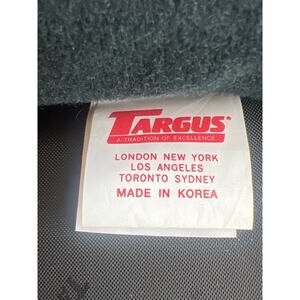 TARGUS®
A TRADITION OF EXCELLENCE
LONDON NEW YORK
LOS ANGELES
TORONTO SYDNEY
MADE IN KOREA